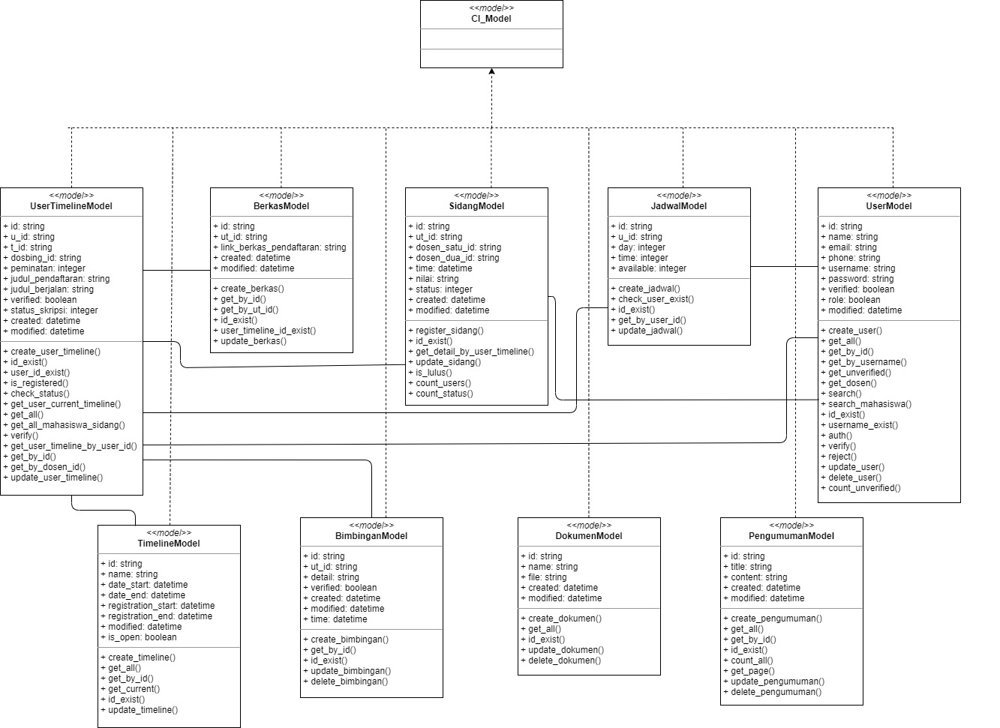 <<model>>
CI_Model
<<model>>
UserTimelineModel
+ id: string
+ u_id: string
+ t_id: string
+ dosbing_id: string
+ peminatan: integer
+ judul_pendaftaran: string
+ judul_berjalan: string
+ verified: boolean
+ status_skripsi: integer
+ created: datetime
+ modified: datetime
+ create_user_timeline()
+ id_exist()
+ user_id_exist()
+ is_registered()
+ check_status()
+ get_user_current_timeline()
+ get_all()
+ get_all_mahasiswa_sidang()
+ verify()
+ get_user_timeline_by_user_id()
+ get_by_id()
+ get_by_dosen_id()
+ update_user_timeline()
<<model>>
BerkasModel
+ id: string
+ ut_id: string
+ link_berkas_pendaftaran: string
+ created: datetime
+ modified: datetime
+ create_berkas()
+ get_by_id()
+ get_by_ut_id()
+ id_exist()
+ user_timeline_id_exist()
+ update_berkas()
<<model>>
SidangModel
+ id: string
+ ut_id: string
+ dosen_satu_id: string
+ dosen_dua_id: string
+ time: datetime
+ nilai: string
+ status: integer
+ created: datetime
+ modified: datetime
+ register_sidang()
+ id_exist()
+ get_detail_by_user_timeline()
+ update_sidang()
+ is_lulus()
+ count_users()
+ count_status()
<<model>>
JadwalModel
+ id: string
+ u_id: string
+ day: integer
+ time: integer
+ available: integer
+ create_jadwal()
+ check_user_exist()
+ id_exist()
+ get_by_user_id()
+ update_jadwal()
<<model>>
UserModel
+ id: string
+ name: string
+ email: string
+ phone: string
+ username: string
+ password: string
+ verified: boolean
+ role: boolean
+ modified: datetime
+ create_user()
+ get_all()
+ get_by_id()
+ get_by_username()
+ get_unverified()
+ get_dosen()
+ search()
+ search_mahasiswa()
+ id_exist()
+ username_exist()
+ auth()
+ verify()
+ reject()
+ update_user()
+ delete_user()
+ count_unverified()
<<model>>
TimelineModel
+ id: string
+ name: string
+ date_start: datetime
+ date_end: datetime
+ registration_start: datetime
+ registration_end: datetime
+ modified: datetime
+ is_open: boolean
+ create_timeline()
+ get_all()
+ get_by_id()
+ get_current()
+ id_exist()
+ update_timeline()
<<model>>
BimbinganModel
+ id: string
+ ut_id: string
+ detail: string
+ verified: boolean
+ created: datetime
+ modified: datetime
+ time: datetime
+ create_bimbingan()
+ get_by_id()
+ id_exist()
+ update_bimbingan()
+ delete_bimbingan()
<<model>>
DokumenModel
+ id: string
+ name: string
+ file: string
+ created: datetime
+ modified: datetime
+ create_dokumen()
+ get_all()
+ id_exist()
+ update_dokumen()
+ delete_dokumen()
<<model>>
PengumumanModel
+ id: string
+ title: string
+ content: string
+ created: datetime
+ modified: datetime
+ create_pengumuman()
+ get_all()
+ get_by_id()
+ id_exist()
+ count_all()
+ get_page()
+ update_pengumuman()
+ delete_pengumuman()